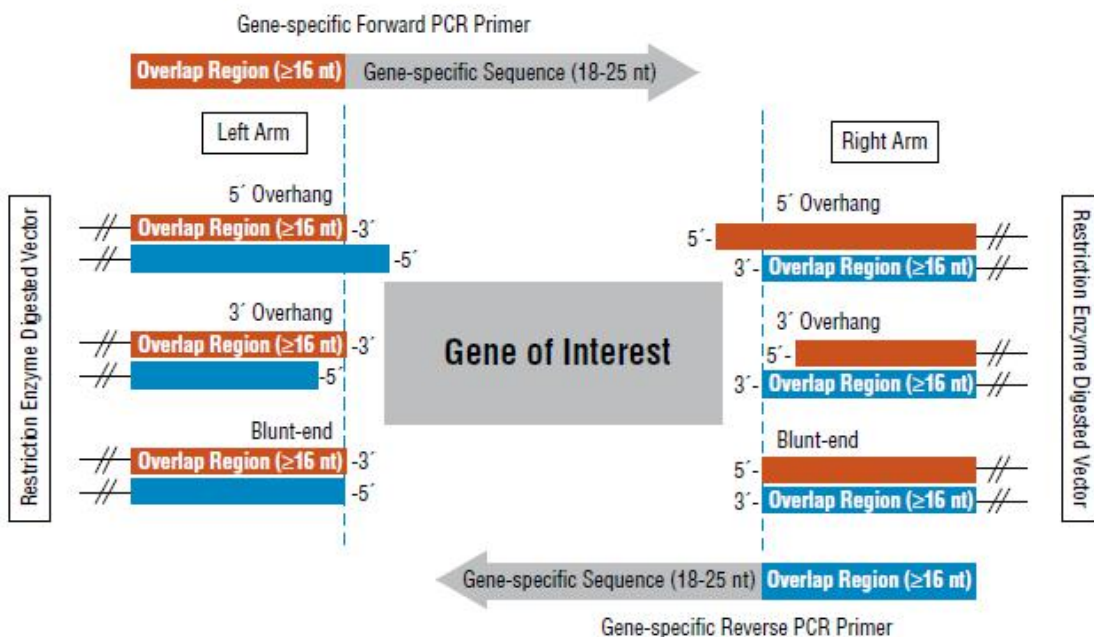 Gene-specific Forward PCR Primer
Overlap Region (≥16 nt) Gene-specific Sequence (18-25 nt)
Left Arm
Right Arm
Restriction Enzyme Digested Vector
5´ Overhang
Overlap Region (≥16 nt) -3´
-5´
3´ Overhang
Overlap Region (≥16 nt) -3´
-5´
Blunt-end
Overlap Region (≥16 nt) -3´
-5´
Gene of Interest
5´ Overhang
5´-
3´- Overlap Region (≥16 nt)
3´ Overhang
5´-
3´- Overlap Region (≥16 nt)
Blunt-end
5´-
3´- Overlap Region (≥16 nt)
Restriction Enzyme Digested Vector
Gene-specific Sequence (18-25 nt) Overlap Region (≥16 nt)
Gene-specific Reverse PCR Primer